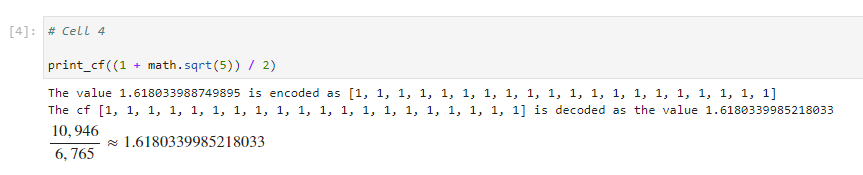 [4]: # Cell 4
print_cf((1 + math.sqrt(5)) / 2)
The value 1.618033988749895 is encoded as [1, 1, 1, 1, 1, 1, 1, 1, 1, 1, 1, 1, 1, 1, 1, 1, 1, 1, 1, 1]
The cf [1, 1, 1, 1, 1, 1, 1, 1, 1, 1, 1, 1, 1, 1, 1, 1, 1, 1, 1, 1] is decoded as the value 1.6180339985218033
10,946
6,765
≈ 1.6180339985218033